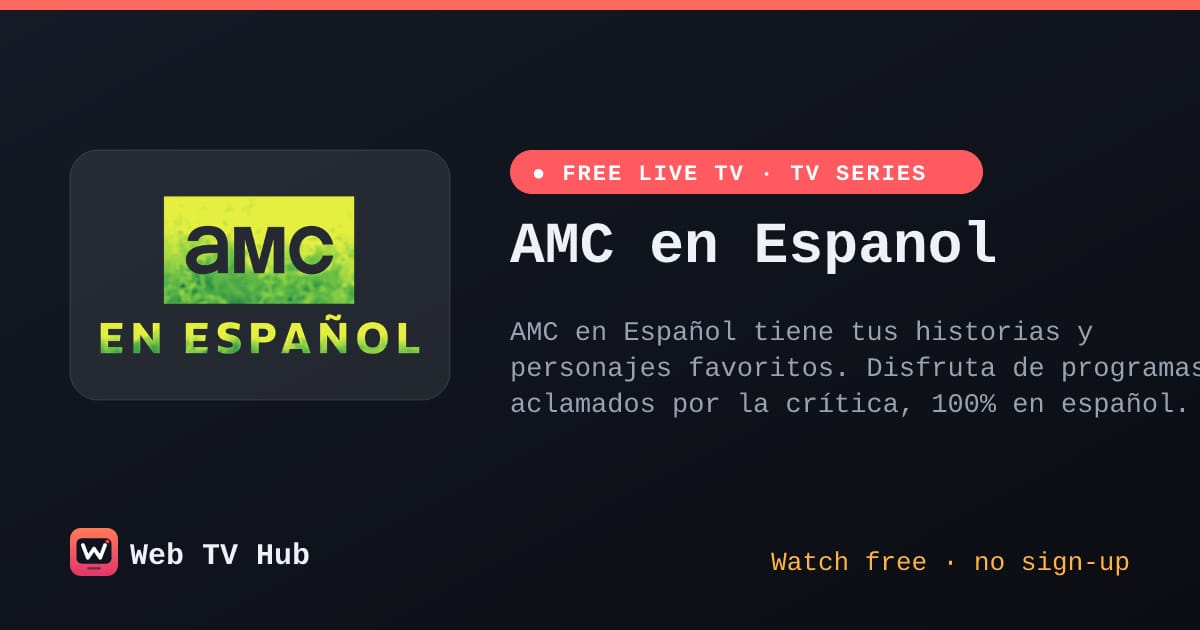 aMC
EN ESPAÑOL
● FREE LIVE TV · TV SERIES
AMC en Espanol
AMC en Español tiene tus historias y
personajes favoritos. Disfruta de programas
aclamados por la crítica, 100% en español.
W
Web TV Hub
Watch free · no sign-up